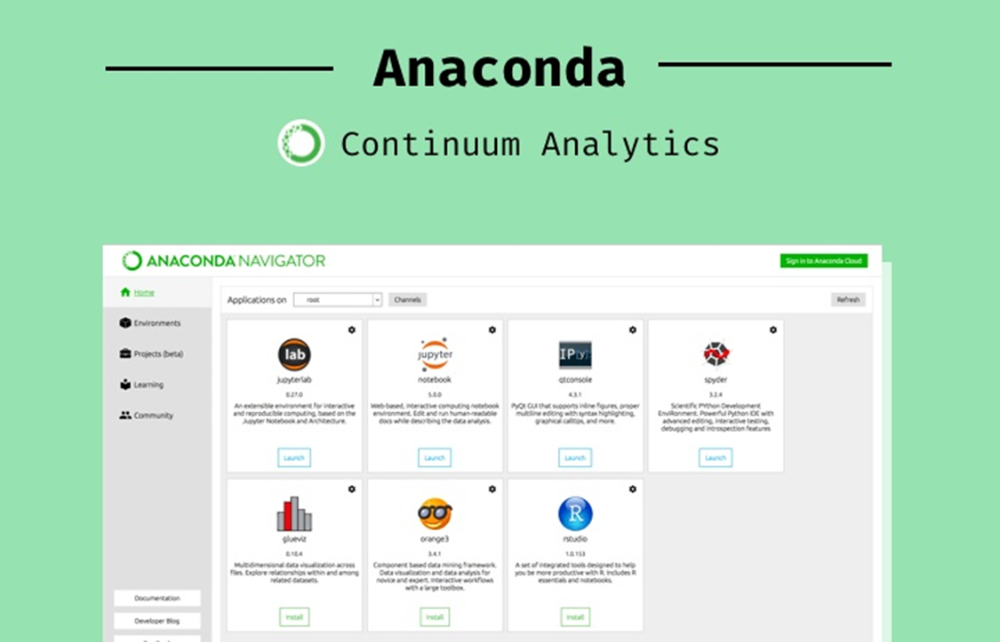 Anaconda
Continuum Analytics
ANACONDA NAVIGATOR
Sign in to Anaconda Cloud
Home
Environments
Projects (beta)
Learning
Community
Documentation
Developer Blog
Applications on
root
Channels
Refresh
lab
jupyterlab
0.27.0
An extensible environment for interactive
and reproducible computing, based on the
Jupyter Notebook and Architecture.
Launch
jupyter
notebook
5.0.0
Web-based, interactive computing notebook
environment. Edit and run human-readable
docs while describing the data analysis.
Launch
IP[y]
qtconsole
4.3.1
PyQt GUI that supports inline figures, proper
multiline editing with syntax highlighting,
graphical calltips, and more.
Launch
spyder
3.2.4
Scientific PYthon Development
EnviRonment. Powerful Python IDE with
advanced editing, interactive testing,
debugging and introspection features
Launch
glueviz
0.10.4
Multidimensional data visualization across
files. Explore relationships within and among
related datasets.
Install
orange3
3.4.1
Component based data mining framework.
Data visualization and data analysis for
novice and expert. Interactive workflows
with a large toolbox.
Install
R
rstudio
1.0.153
A set of integrated tools designed to help
you be more productive with R. Includes R
essentials and notebooks.
Install